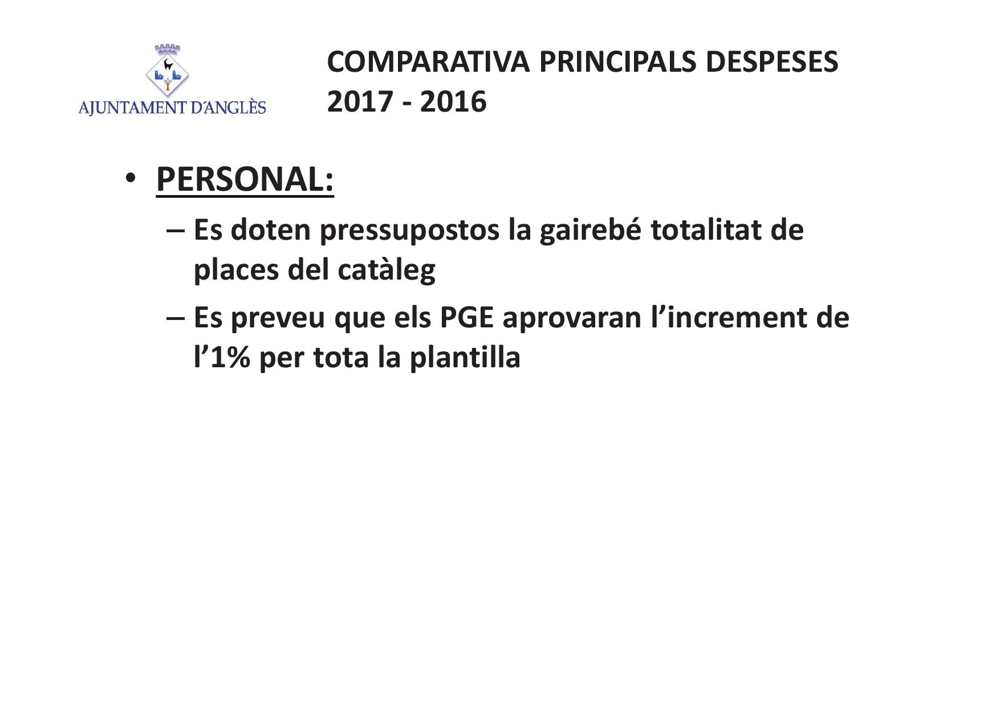 AJUNTAMENT D´ANGLÈS
COMPARATIVA PRINCIPALS DESPESES
2017 - 2016
• PERSONAL:
– Es doten pressupostos la gairebé totalitat de
places del catàleg
– Es preveu que els PGE aprovaran l’increment de
l’1% per tota la plantilla